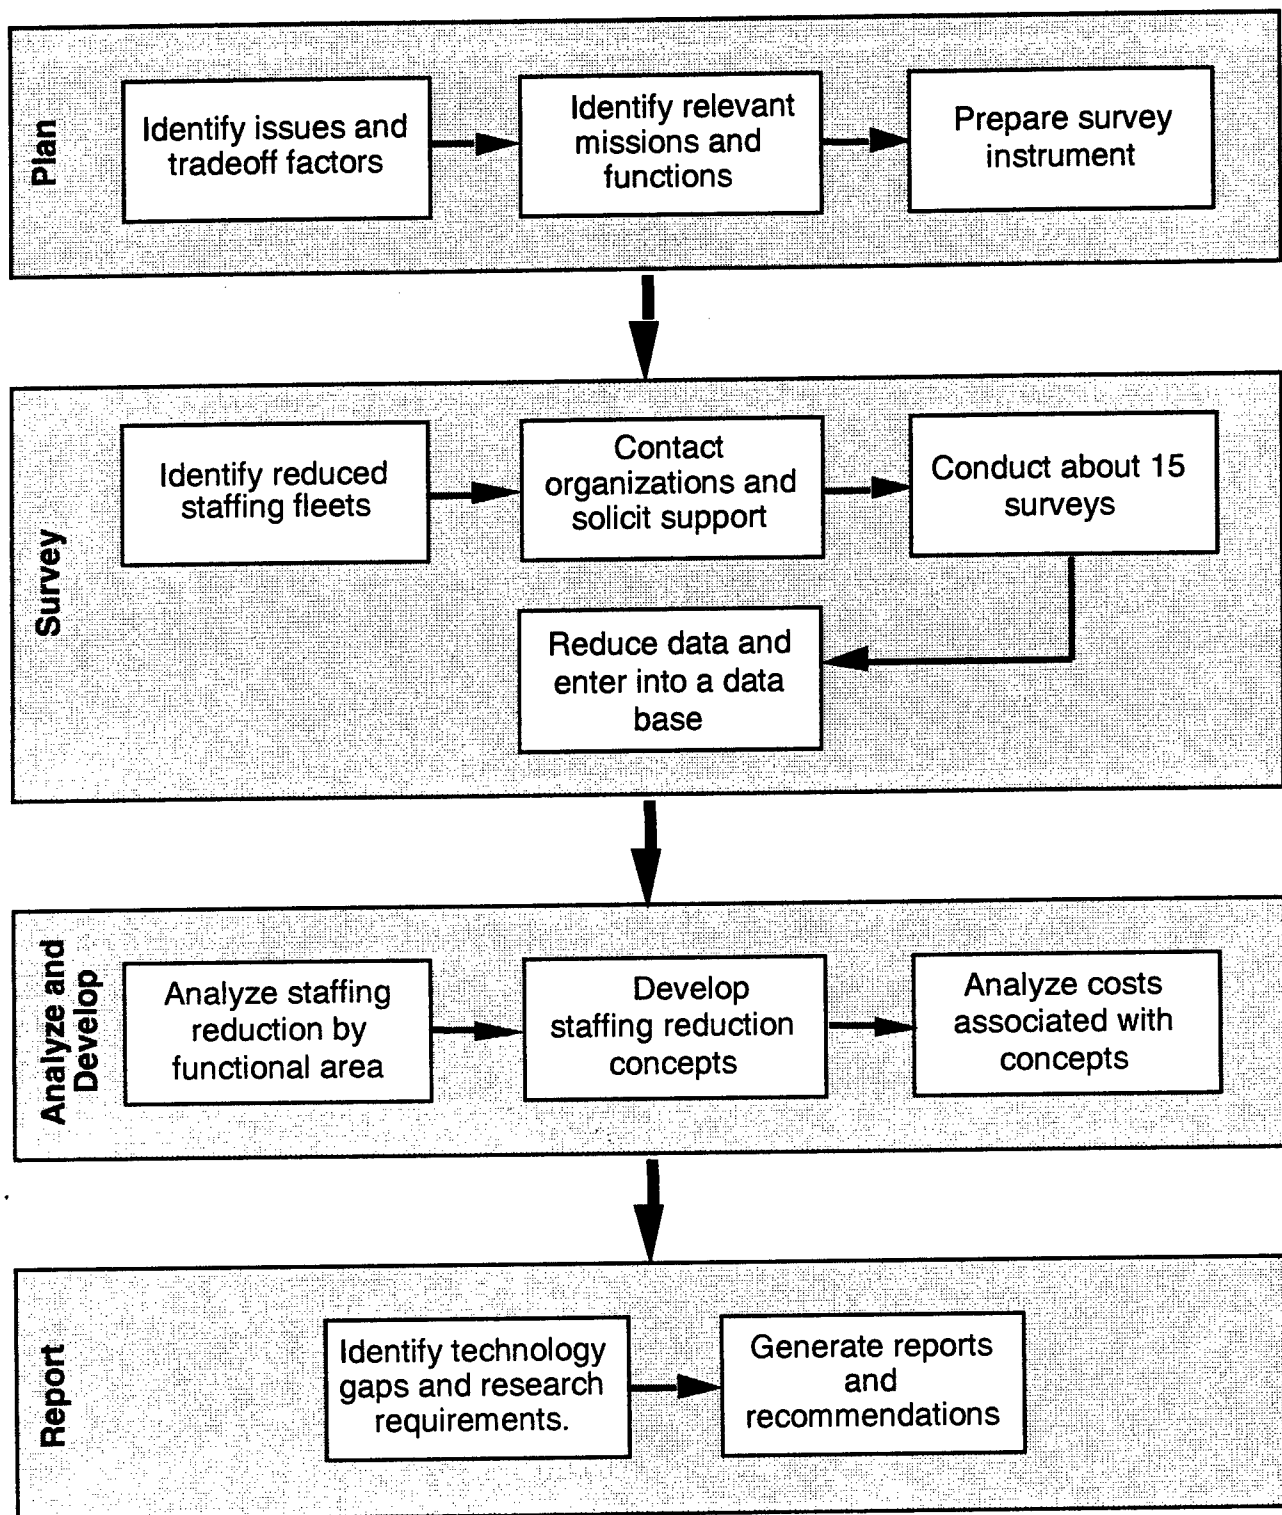 Plan
Identify issues and
tradeoff factors
Identify relevant
missions and
functions
Prepare survey
instrument
Survey
Identify reduced
staffing fleets
Contact
organizations and
solicit support
Conduct about 15
surveys
Reduce data and
enter into a data
base
Analyze and
Develop
Analyze staffing
reduction by
functional area
Develop
staffing reduction
concepts
Analyze costs
associated with
concepts
Report
Identify technology
gaps and research
requirements.
Generate reports
and
recommendations